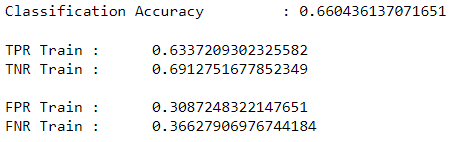 Classification Accuracy : 0.660436137071651
TPR Train : 0.6337209302325582
TNR Train : 0.6912751677852349
FPR Train : 0.3087248322147651
FNR Train : 0.36627906976744184